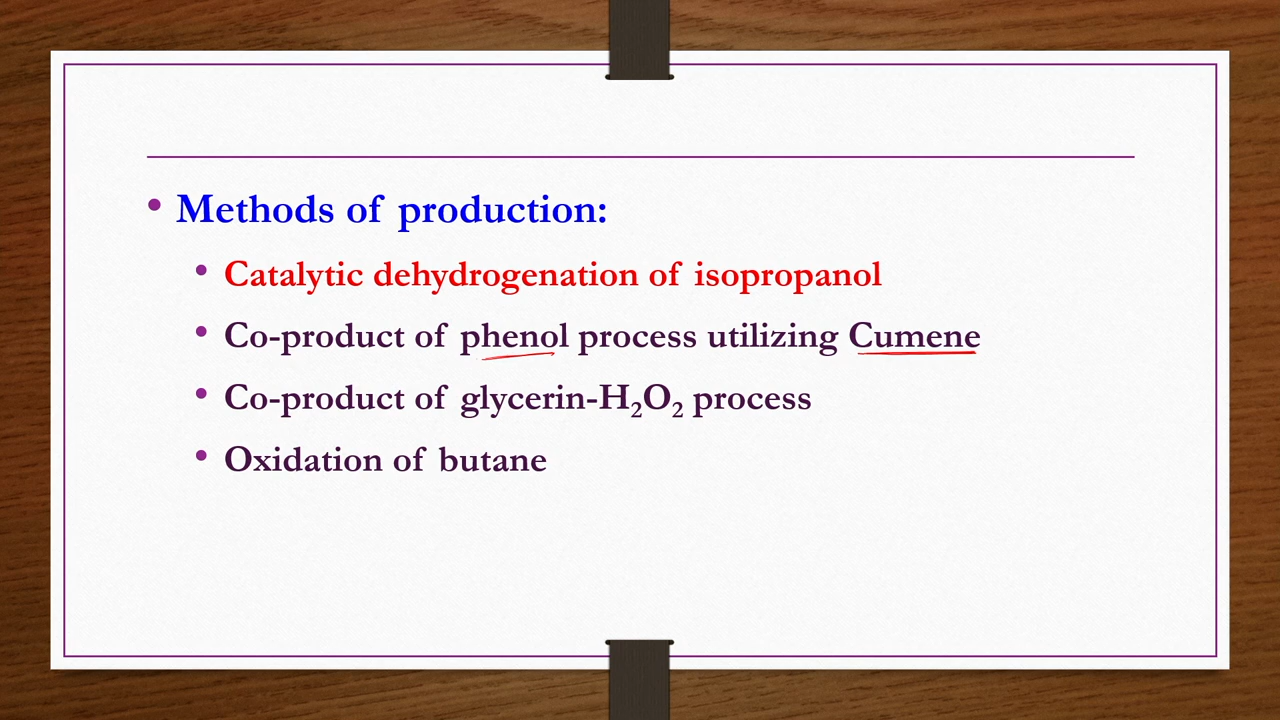 Methods of production:
Catalytic dehydrogenation of isopropanol
Co-product of phenol process utilizing Cumene
Co-product of glycerin-H₂O₂ process
Oxidation of butane